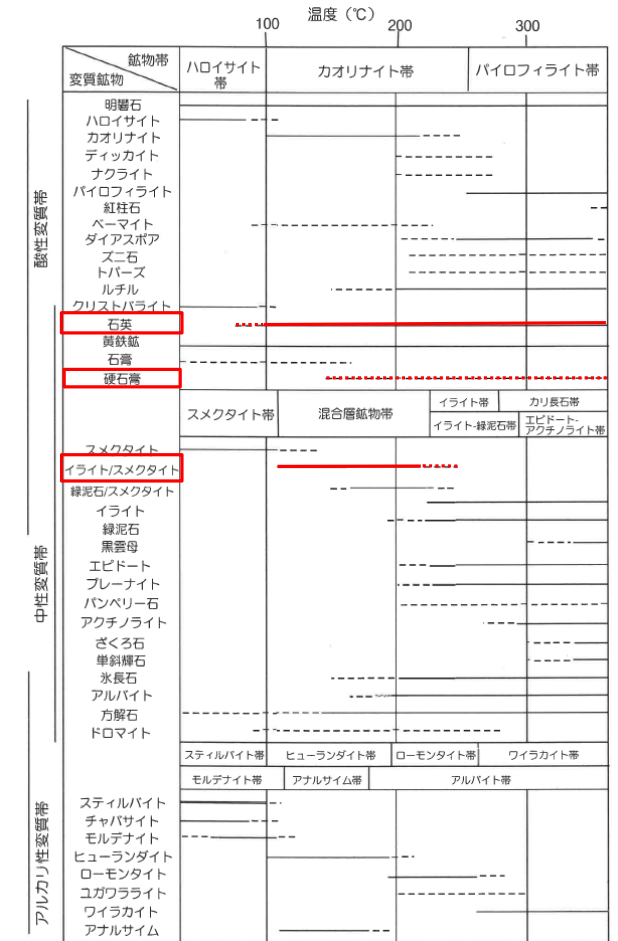 温度（℃）
100 200 300
鉱物帯
変質鉱物
ハロイサイト帯 カオリナイト帯 パイロフィライト帯
酸性変質帯
明礬石
ハロイサイト
カオリナイト
ディッカイト
ナクライト
パイロフィライト
紅柱石
ベーマイト
ダイアスポア
ズニ石
トパーズ
ルチル
クリストバライト
石英
黄鉄鉱
石膏
硬石膏
スメクタイト帯 混合層鉱物帯 イライト帯 カリ長石帯
イライト-緑泥石帯 エピドート-アクチノライト帯
中性変質帯
スメクタイト
イライト/スメクタイト
緑泥石/スメクタイト
イライト
緑泥石
黒雲母
エピドート
プレーナイト
パンペリー石
アクチノライト
ざくろ石
単斜輝石
氷長石
アルバイト
方解石
ドロマイト
スティルバイト帯 ヒューランダイト帯 ローモンタイト帯 ワイラカイト帯
モルデナイト帯 アナルサイム帯 アルバイト帯
アルカリ性変質帯
スティルバイト
チャバサイト
モルデナイト
ヒューランダイト
ローモンタイト
ユガワラライト
ワイラカイト
アナルサイム